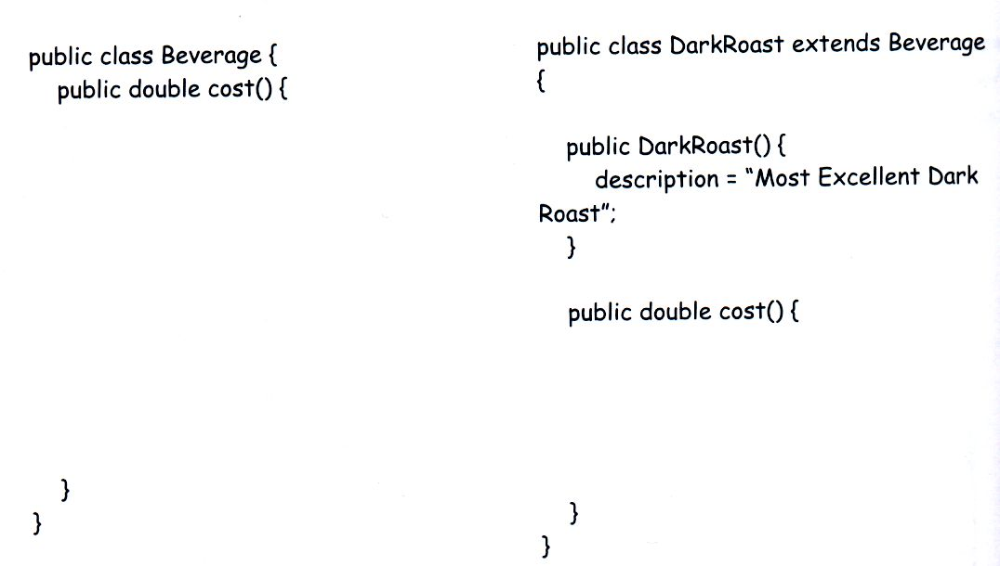 public class Beverage {
public double cost() {
}
}
public class DarkRoast extends Beverage
{
public DarkRoast() {
description = “Most Excellent Dark
Roast”;
}
public double cost() {
}
}